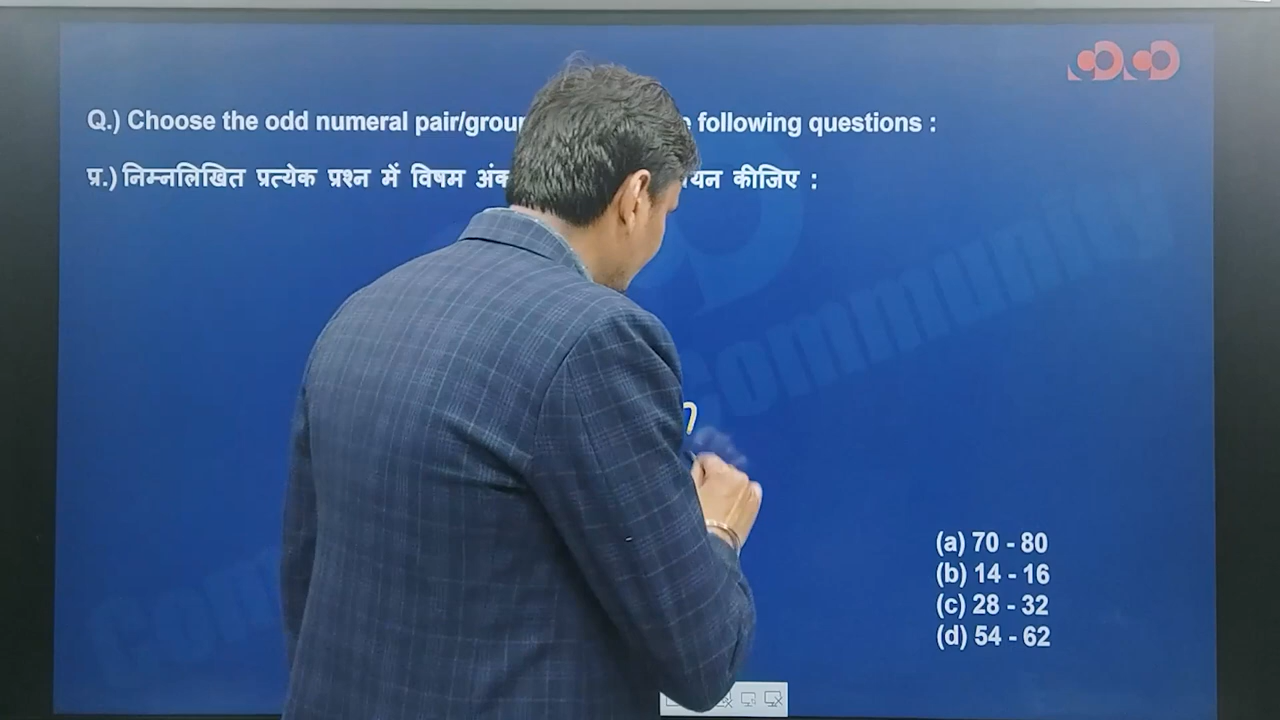 Q.) Choose the odd numeral pair/grou following questions :
प्र.) निम्नलिखित प्रत्येक प्रश्न में विषम अंक यन कीजिए :
Community
(a) 70 - 80
(b) 14 - 16
(c) 28 - 32
(d) 54 - 62